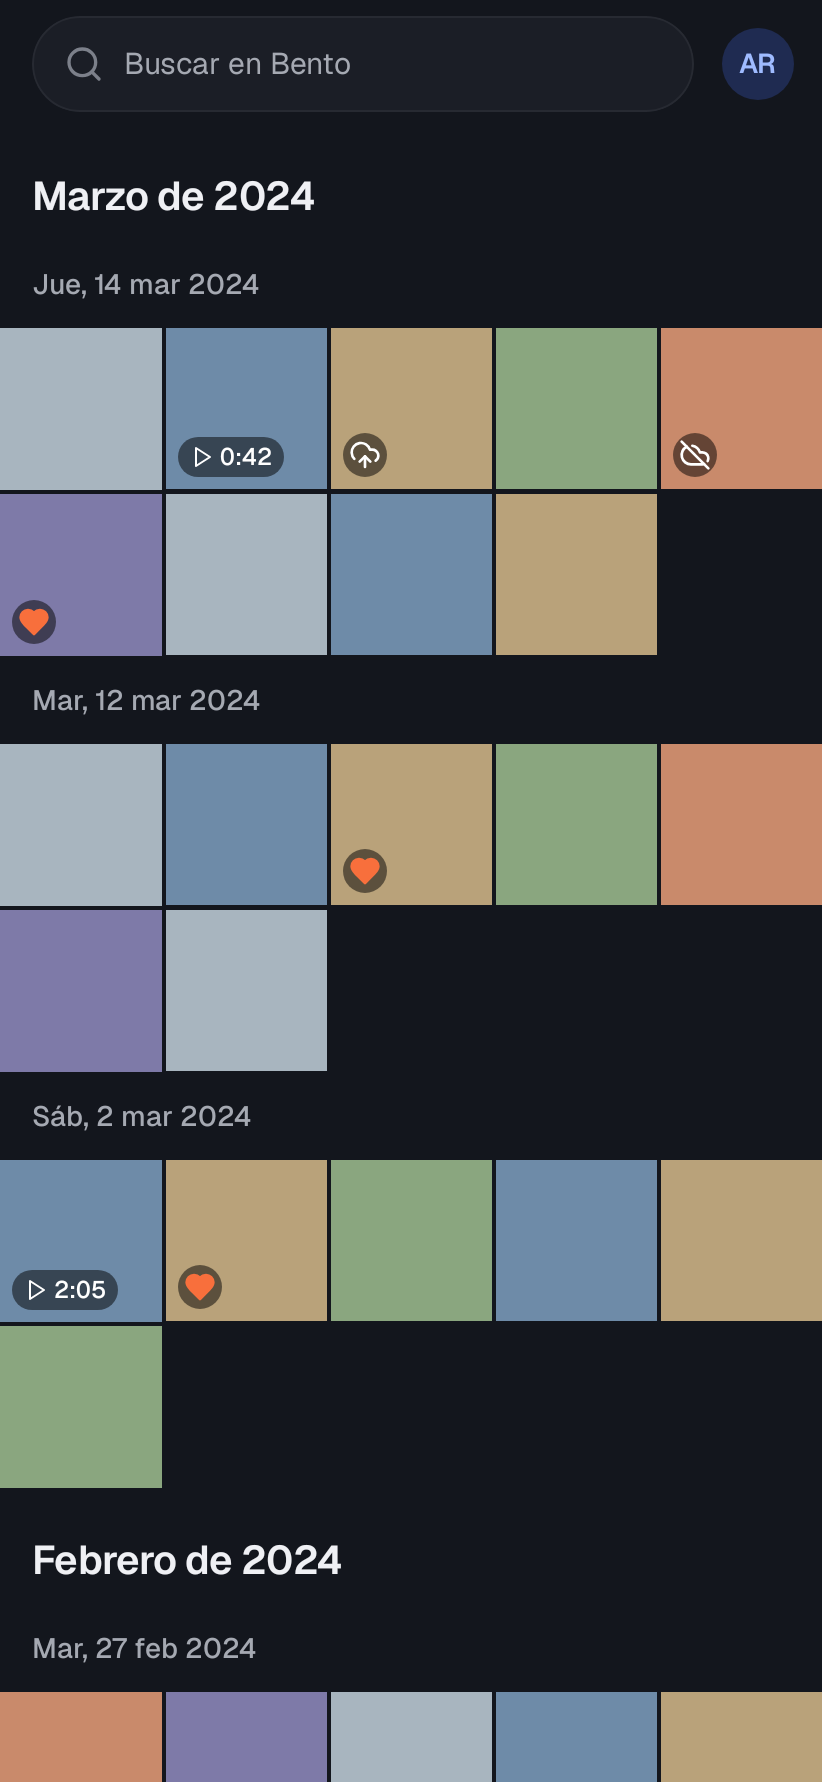 Buscar en Bento
AR
Marzo de 2024
Jue, 14 mar 2024
0:42
Mar, 12 mar 2024
Sáb, 2 mar 2024
2:05
Febrero de 2024
Mar, 27 feb 2024